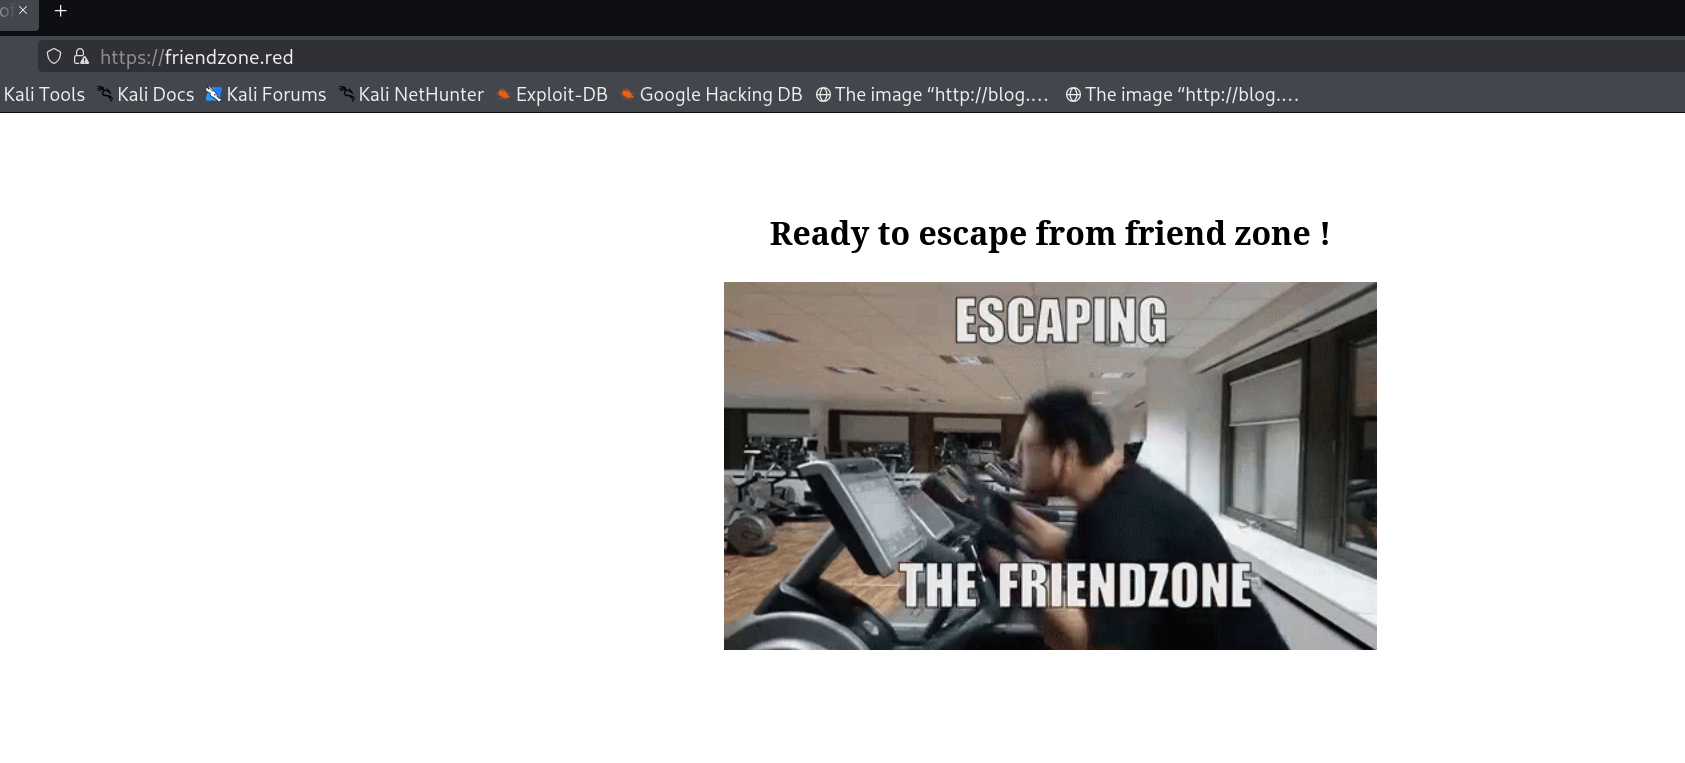 +
https://friendzone.red
Kali Tools Kali Docs Kali Forums Kali NetHunter Exploit-DB Google Hacking DB The image “http://blog.... The image “http://blog....
Ready to escape from friend zone !
ESCAPING
THE FRIENDZONE